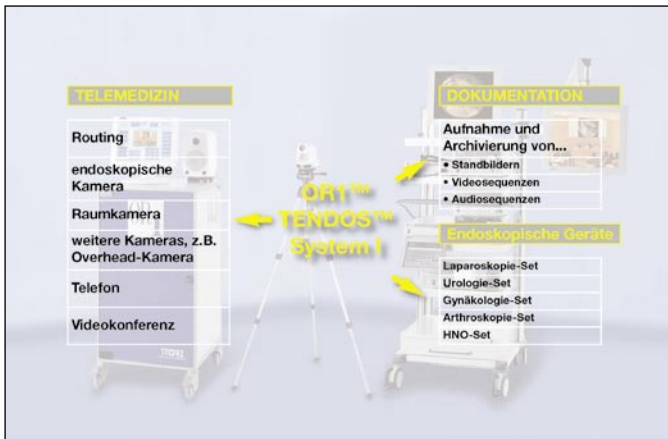 TELEMEDIZIN
Routing
endoskopische
Kamera
Raumkamera
weitere Kameras, z.B.
Overhead-Kamera
Telefon
Videokonferenz
OR1™
TENDOS™
System I
DOKUMENTATION
Aufnahme und
Archivierung von...
• Standbildern
• Videosequenzen
• Audiosequenzen
Endoskopische Geräte
Laparoskopie-Set
Urologie-Set
Gynäkologie-Set
Arthroskopie-Set
HNO-Set
STORZ